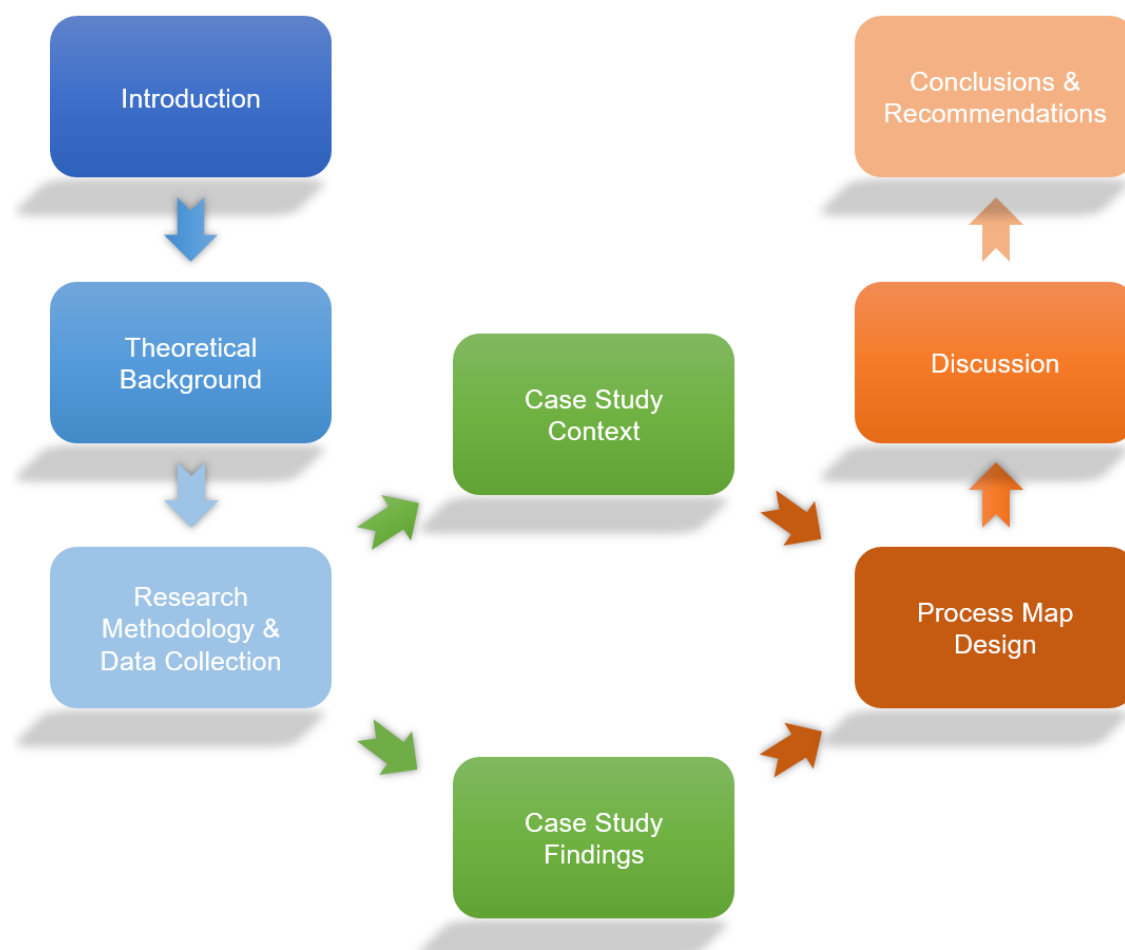 Introduction
Theoretical
Background
Research
Methodology &
Data Collection
Case Study
Context
Case Study
Findings
Process Map
Design
Discussion
Conclusions &
Recommendations